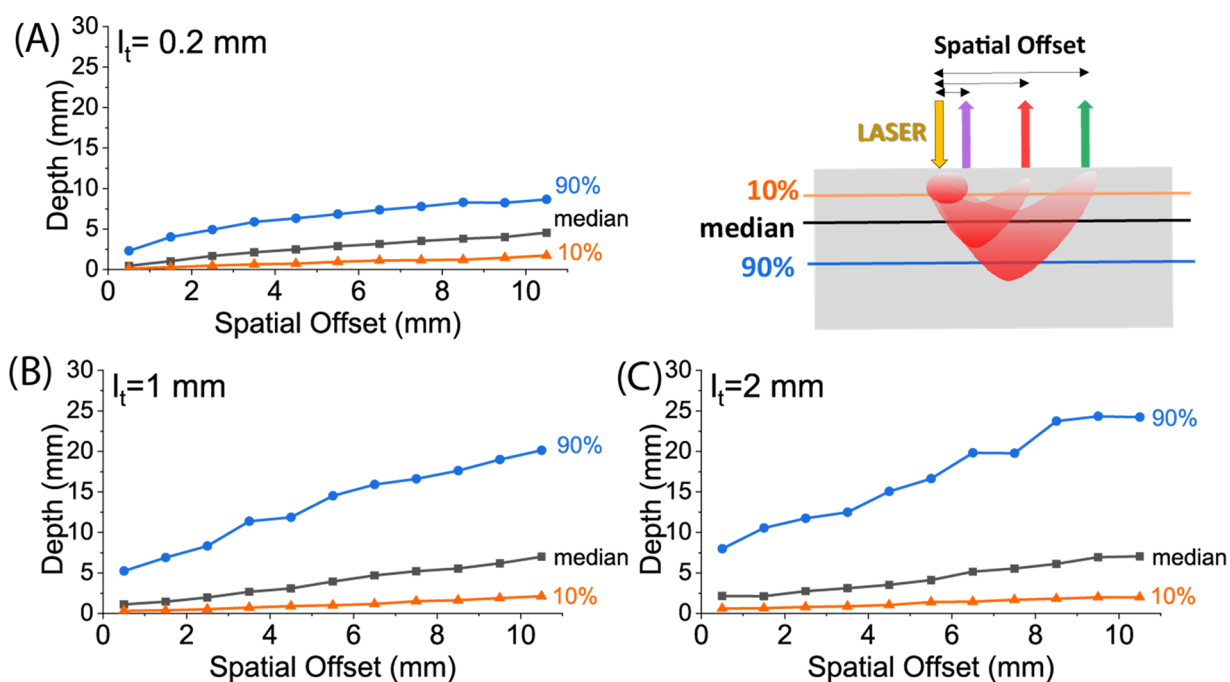 (A)
lt= 0.2 mm
30
25
20
15
10
5
0
Depth (mm)
90%
median
10%
0 2 4 6 8 10
Spatial Offset (mm)
Spatial Offset
LASER
10%
median
90%
(B)
lt=1 mm
30
25
20
15
10
5
0
Depth (mm)
90%
median
10%
0 2 4 6 8 10
Spatial Offset (mm)
(C)
lt=2 mm
30
25
20
15
10
5
0
Depth (mm)
90%
median
10%
0 2 4 6 8 10
Spatial Offset (mm)